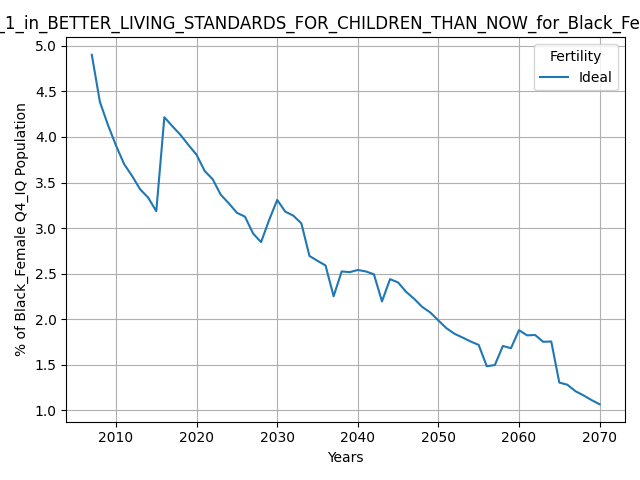 _1_in_BETTER_LIVING_STANDARDS_FOR_CHILDREN_THAN_NOW_for_Black_Fe
Fertility
Ideal
% of Black_Female Q4_IQ Population
5.0
4.5
4.0
3.5
3.0
2.5
2.0
1.5
1.0
2010 2020 2030 2040 2050 2060 2070
Years